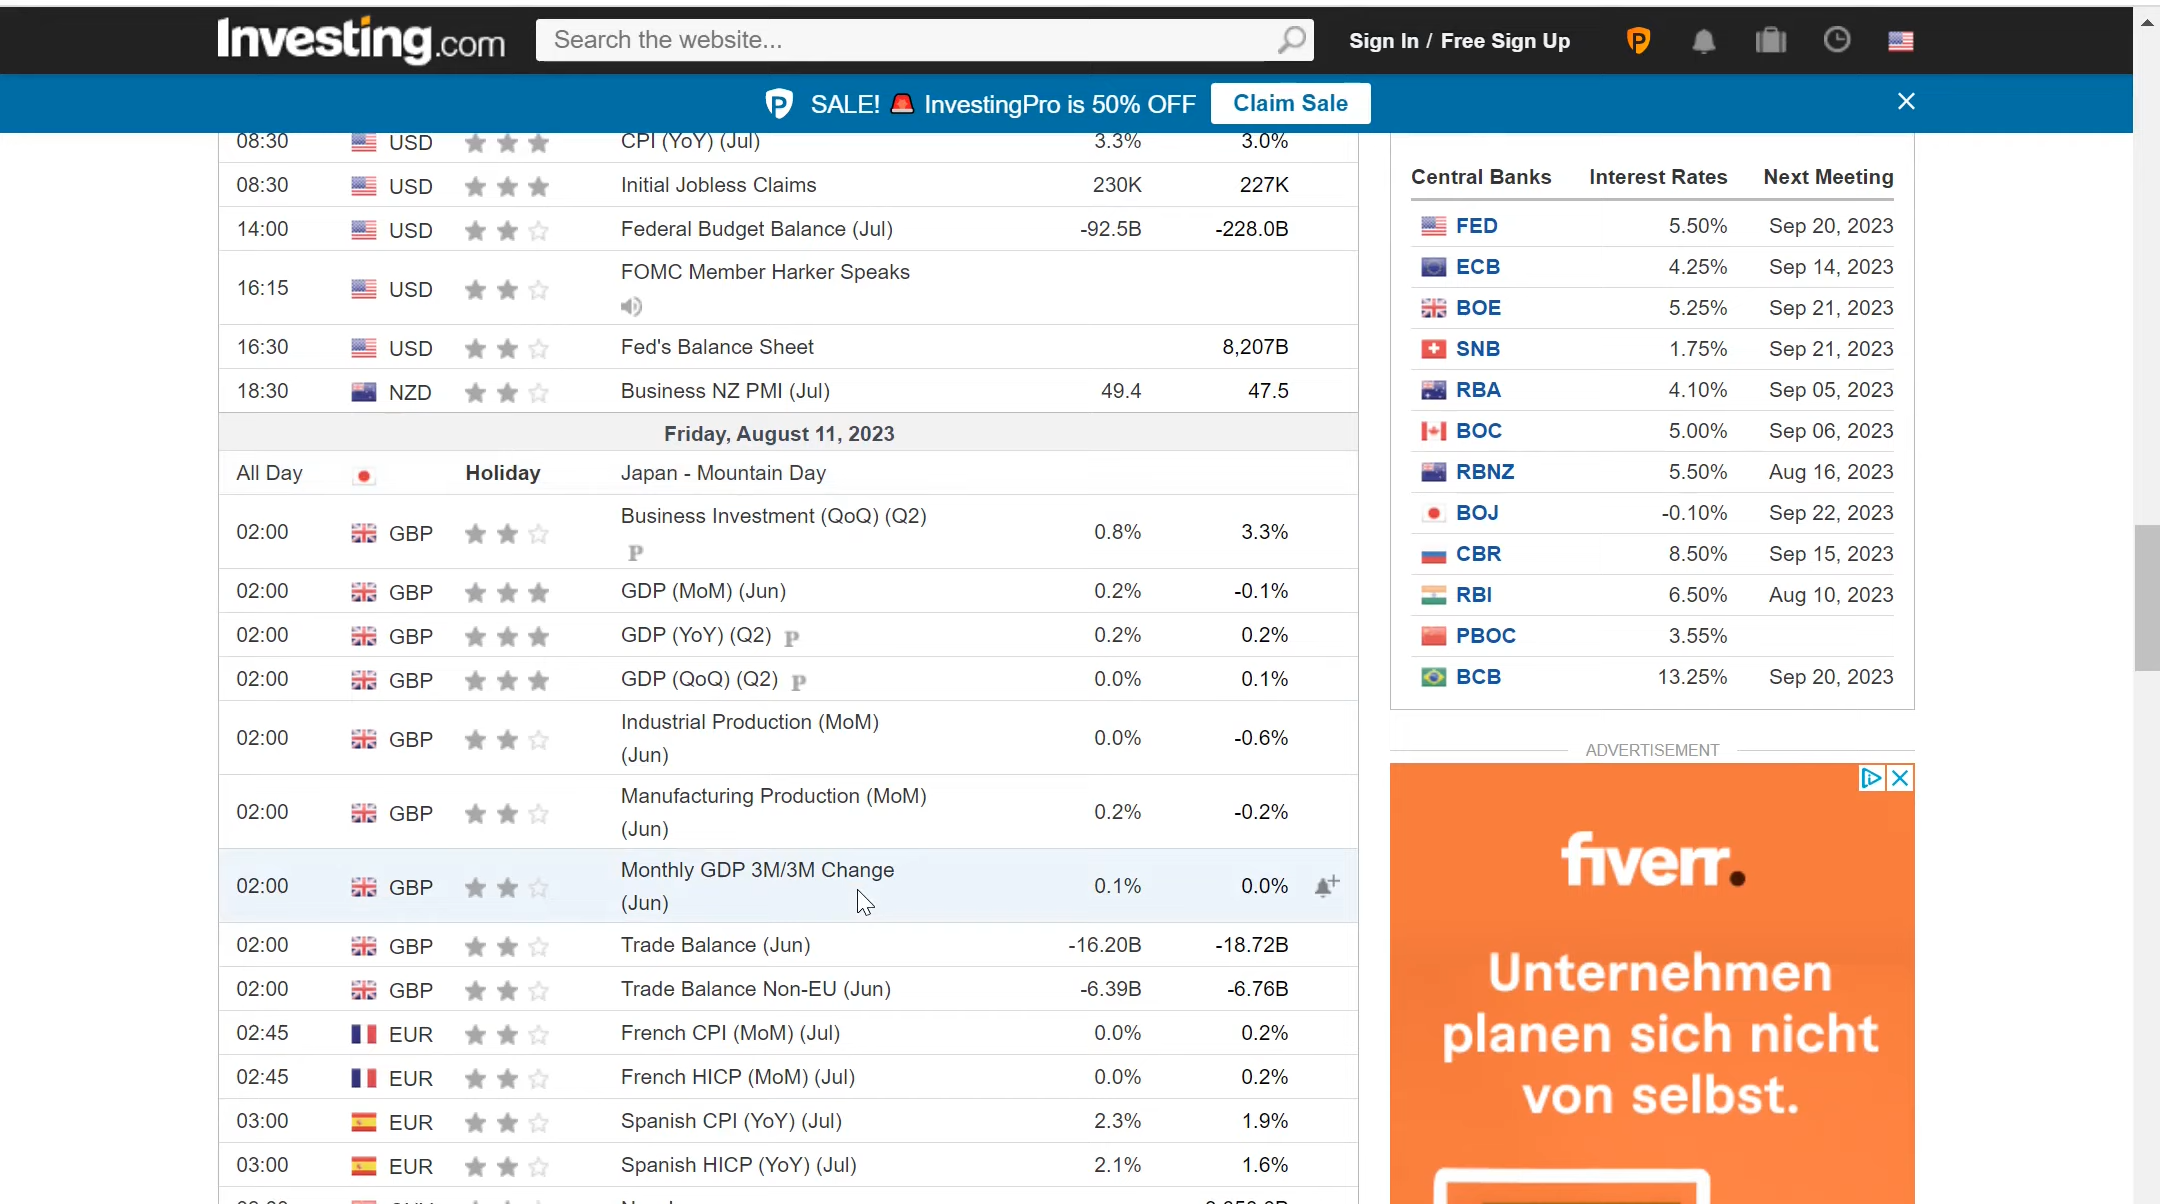 Investing.com
Search the website...
Sign In / Free Sign Up
SALE! InvestingPro is 50% OFF
Claim Sale
08:30 USD CPI (YoY) (Jul) 3.3% 3.0%
08:30 USD Initial Jobless Claims 230K 227K
14:00 USD Federal Budget Balance (Jul) -92.5B -228.0B
16:15 USD FOMC Member Harker Speaks
16:30 USD Fed's Balance Sheet 8,207B
18:30 NZD Business NZ PMI (Jul) 49.4 47.5
Friday, August 11, 2023
All Day Holiday Japan - Mountain Day
02:00 GBP Business Investment (QoQ) (Q2) 0.8% 3.3%
P
02:00 GBP GDP (MoM) (Jun) 0.2% -0.1%
02:00 GBP GDP (YoY) (Q2) P 0.2% 0.2%
02:00 GBP GDP (QoQ) (Q2) P 0.0% 0.1%
02:00 GBP Industrial Production (MoM) 0.0% -0.6%
(Jun)
02:00 GBP Manufacturing Production (MoM) 0.2% -0.2%
(Jun)
02:00 GBP Monthly GDP 3M/3M Change 0.1% 0.0%
(Jun)
02:00 GBP Trade Balance (Jun) -16.20B -18.72B
02:00 GBP Trade Balance Non-EU (Jun) -6.39B -6.76B
02:45 EUR French CPI (MoM) (Jul) 0.0% 0.2%
02:45 EUR French HICP (MoM) (Jul) 0.0% 0.2%
03:00 EUR Spanish CPI (YoY) (Jul) 2.3% 1.9%
03:00 EUR Spanish HICP (YoY) (Jul) 2.1% 1.6%
Central Banks Interest Rates Next Meeting
FED 5.50% Sep 20, 2023
ECB 4.25% Sep 14, 2023
BOE 5.25% Sep 21, 2023
SNB 1.75% Sep 21, 2023
RBA 4.10% Sep 05, 2023
BOC 5.00% Sep 06, 2023
RBNZ 5.50% Aug 16, 2023
BOJ -0.10% Sep 22, 2023
CBR 8.50% Sep 15, 2023
RBI 6.50% Aug 10, 2023
PBOC 3.55%
BCB 13.25% Sep 20, 2023
ADVERTISEMENT
fiverr.
Unternehmen
planen sich nicht
von selbst.